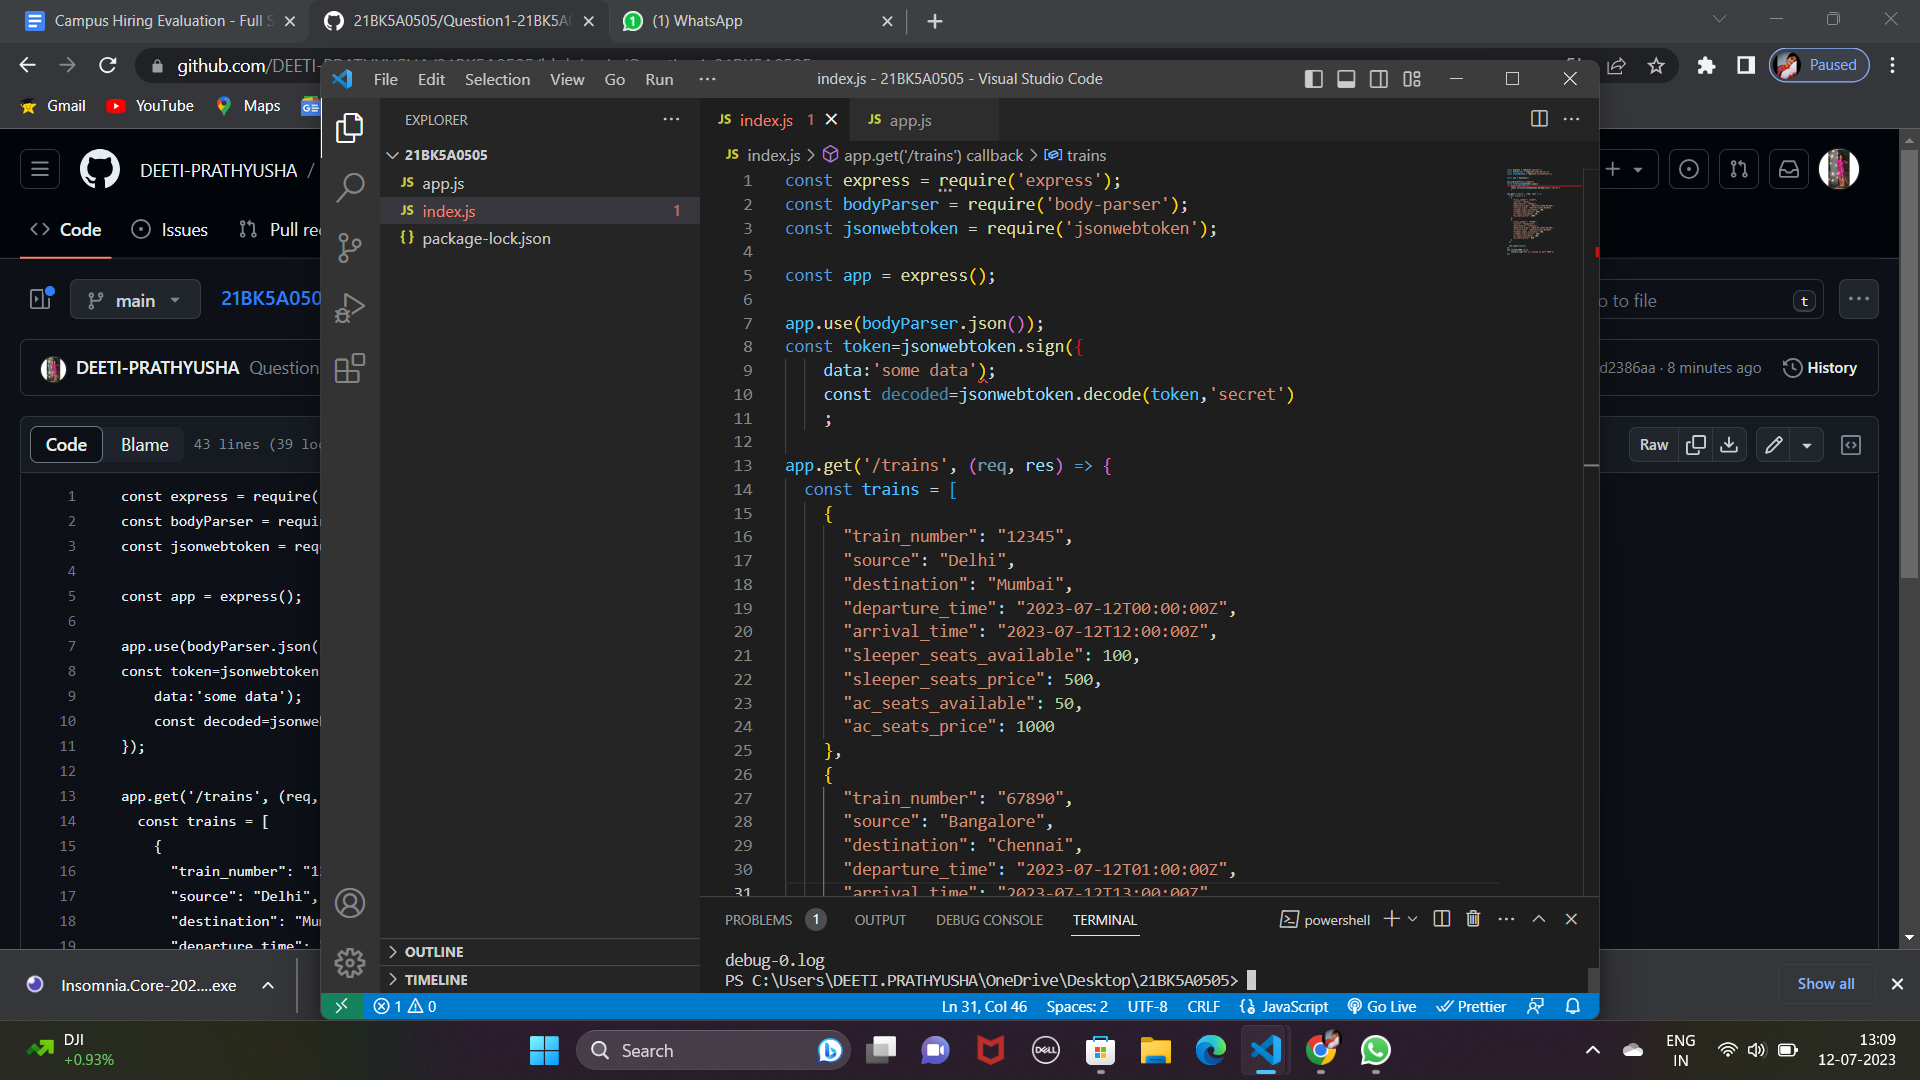 Campus Hiring Evaluation - Full S
21BK5A0505/Question1-21BK5A0
(1) WhatsApp
github.com/DEETI-
Paused
Gmail
YouTube
Maps
File Edit Selection View Go Run ···
index.js - 21BK5A0505 - Visual Studio Code
DEETI-PRATHYUSHA /
Code
Issues
Pull re
main
21BK5A050
o to file
t
DEETI-PRATHYUSHA Question
d2386aa · 8 minutes ago
History
Code
Blame
43 lines (39 lo
Raw
1 const express = require(
2 const bodyParser = requi
3 const jsonwebtoken = req
4
5 const app = express();
6
7 app.use(bodyParser.json(
8 const token=jsonwebtoken
9 data:'some data');
10 const decoded=jsonwe
11 });
12
13 app.get('/trains', (req,
14 const trains = [
15 {
16 "train_number": "12
17 "source": "Delhi",
18 "destination": "Mu
19 "departure_time":
EXPLORER
21BK5A0505
JS app.js
JS index.js 1
{} package-lock.json
OUTLINE
TIMELINE
JS index.js 1
JS app.js
JS index.js > app.get('/trains') callback > trains
1 const express = require('express');
2 const bodyParser = require('body-parser');
3 const jsonwebtoken = require('jsonwebtoken');
4
5 const app = express();
6
7 app.use(bodyParser.json());
8 const token=jsonwebtoken.sign({
9 data:'some data');
10 const decoded=jsonwebtoken.decode(token,'secret')
11 ;
12
13 app.get('/trains', (req, res) => {
14 const trains = [
15 {
16 "train_number": "12345",
17 "source": "Delhi",
18 "destination": "Mumbai",
19 "departure_time": "2023-07-12T00:00:00Z",
20 "arrival_time": "2023-07-12T12:00:00Z",
21 "sleeper_seats_available": 100,
22 "sleeper_seats_price": 500,
23 "ac_seats_available": 50,
24 "ac_seats_price": 1000
25 },
26 {
27 "train_number": "67890",
28 "source": "Bangalore",
29 "destination": "Chennai",
30 "departure_time": "2023-07-12T01:00:00Z",
31 "arrival_time": "2023-07-12T13:00:00Z"
PROBLEMS 1 OUTPUT DEBUG CONSOLE TERMINAL
powershell
debug-0.log
PS C:\Users\DEETI.PRATHYUSHA\OneDrive\Desktop\21BK5A0505>
1 0
Ln 31, Col 46 Spaces: 2 UTF-8 CRLF {} JavaScript Go Live Prettier
Insomnia.Core-202....exe
Show all
DJI
+0.93%
Search
DELL
ENG
IN
13:09
12-07-2023